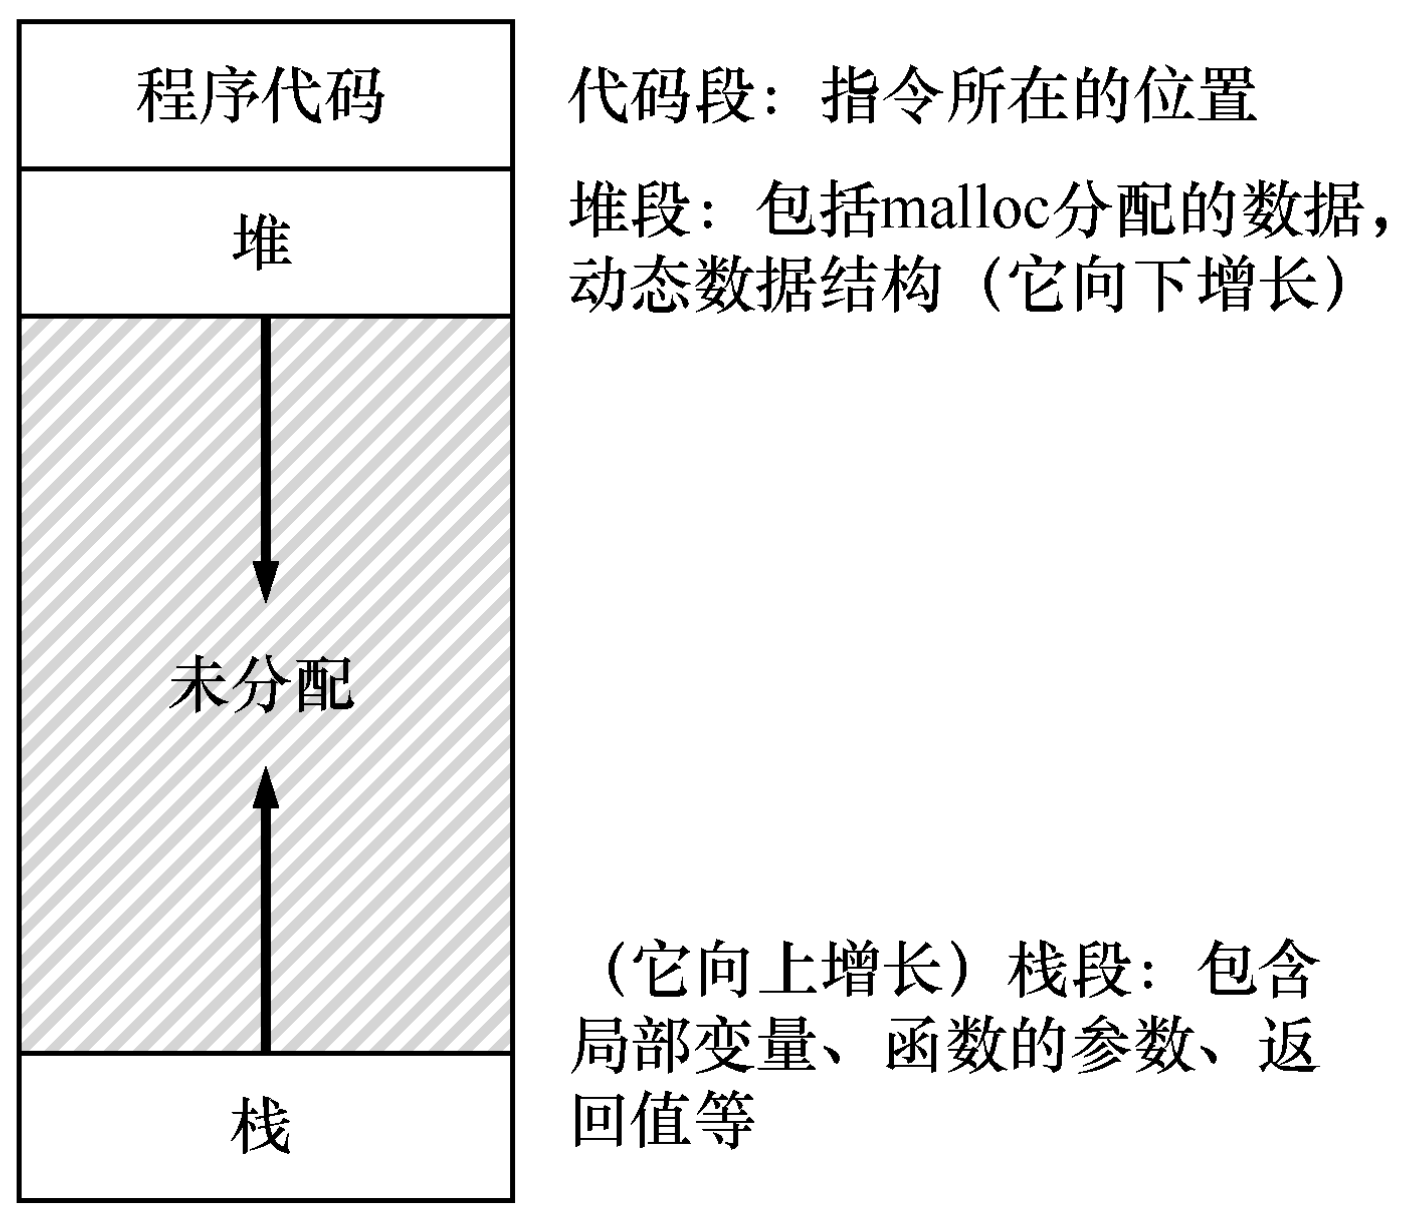 程序代码
代码段：指令所在的位置
堆
堆段：包括malloc分配的数据，
动态数据结构（它向下增长）
未分配
（它向上增长）栈段：包含
局部变量、函数的参数、返
回值等
栈